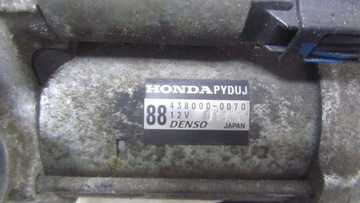 HONDA PYDUJ
88 438000-0070
12V
DENSO JAPAN